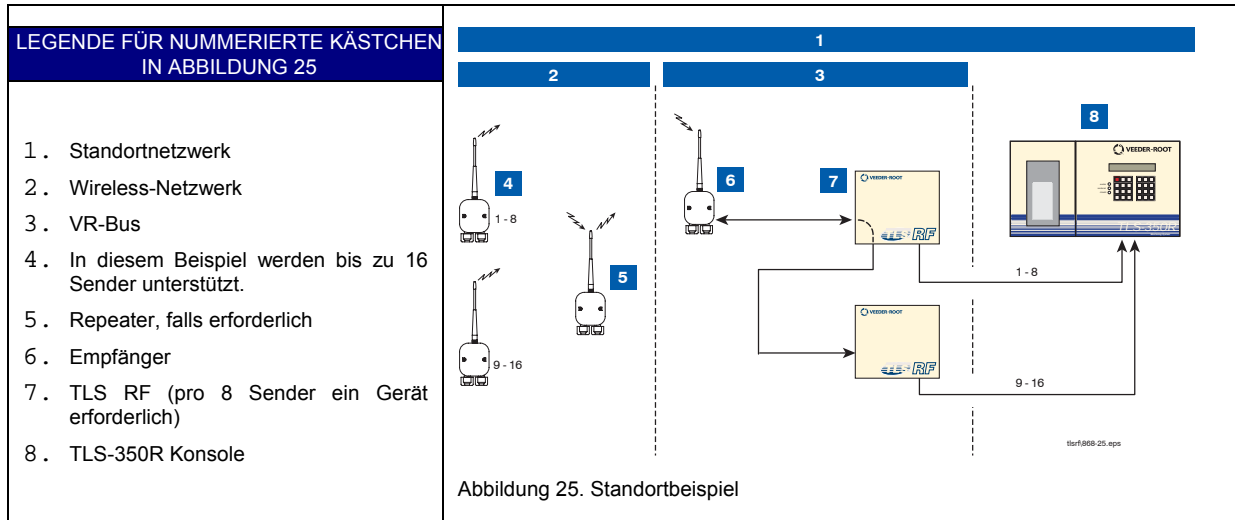 LEGENDE FÜR NUMMERIERTE KÄSTCHEN
IN ABBILDUNG 25
1. Standortnetzwerk
2. Wireless-Netzwerk
3. VR-Bus
4. In diesem Beispiel werden bis zu 16
Sender unterstützt.
5. Repeater, falls erforderlich
6. Empfänger
7. TLS RF (pro 8 Sender ein Gerät
erforderlich)
8. TLS-350R Konsole
1
2
3
8
VEEDER-ROOT
4
6
7
VEEDER-ROOT
1 - 8
TLS RF
TLS-350R
5
1 - 8
VEEDER-ROOT
9 - 16
TLS RF
9 - 16
tlsrf\868-25.eps
Abbildung 25. Standortbeispiel